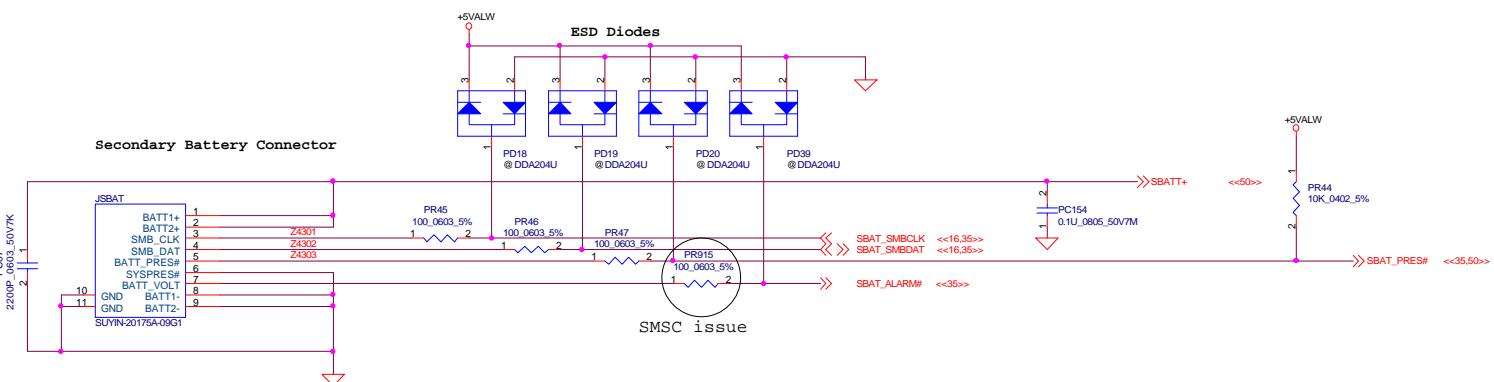 +5VALW
ESD Diodes
3 2 3 2 3 2 3 2
1 1 1 1
PD18
@DDA204U
PD19
@DDA204U
PD20
@DDA204U
PD39
@DDA204U
+5VALW
Secondary Battery Connector
SBATT+ <<50>>
1
PR44
10K_0402_5%
2
2
PC154
0.1U_0805_50V7M
1
JSBAT
BATT1+ 1
BATT2+ 2
SMB_CLK 3
SMB_DAT 4
BATT_PRES# 5
SYSPRES# 6
BATT_VOLT 7
10 GND BATT1- 8
11 GND BATT2- 9
SUYIN-20175A-09G1
1
2200P_0603_50V7K
2
Z4301
Z4302
Z4303
PR45
100_0603_5%
1 2
PR46
100_0603_5%
1 2
PR47
100_0603_5%
1 2
PR915
100_0603_5%
1 2
SBAT_SMBCLK <<16,35>>
SBAT_SMBDAT <<16,35>>
SBAT_PRES# <<35,50>>
SBAT_ALARM# <<35>>
SMSC issue